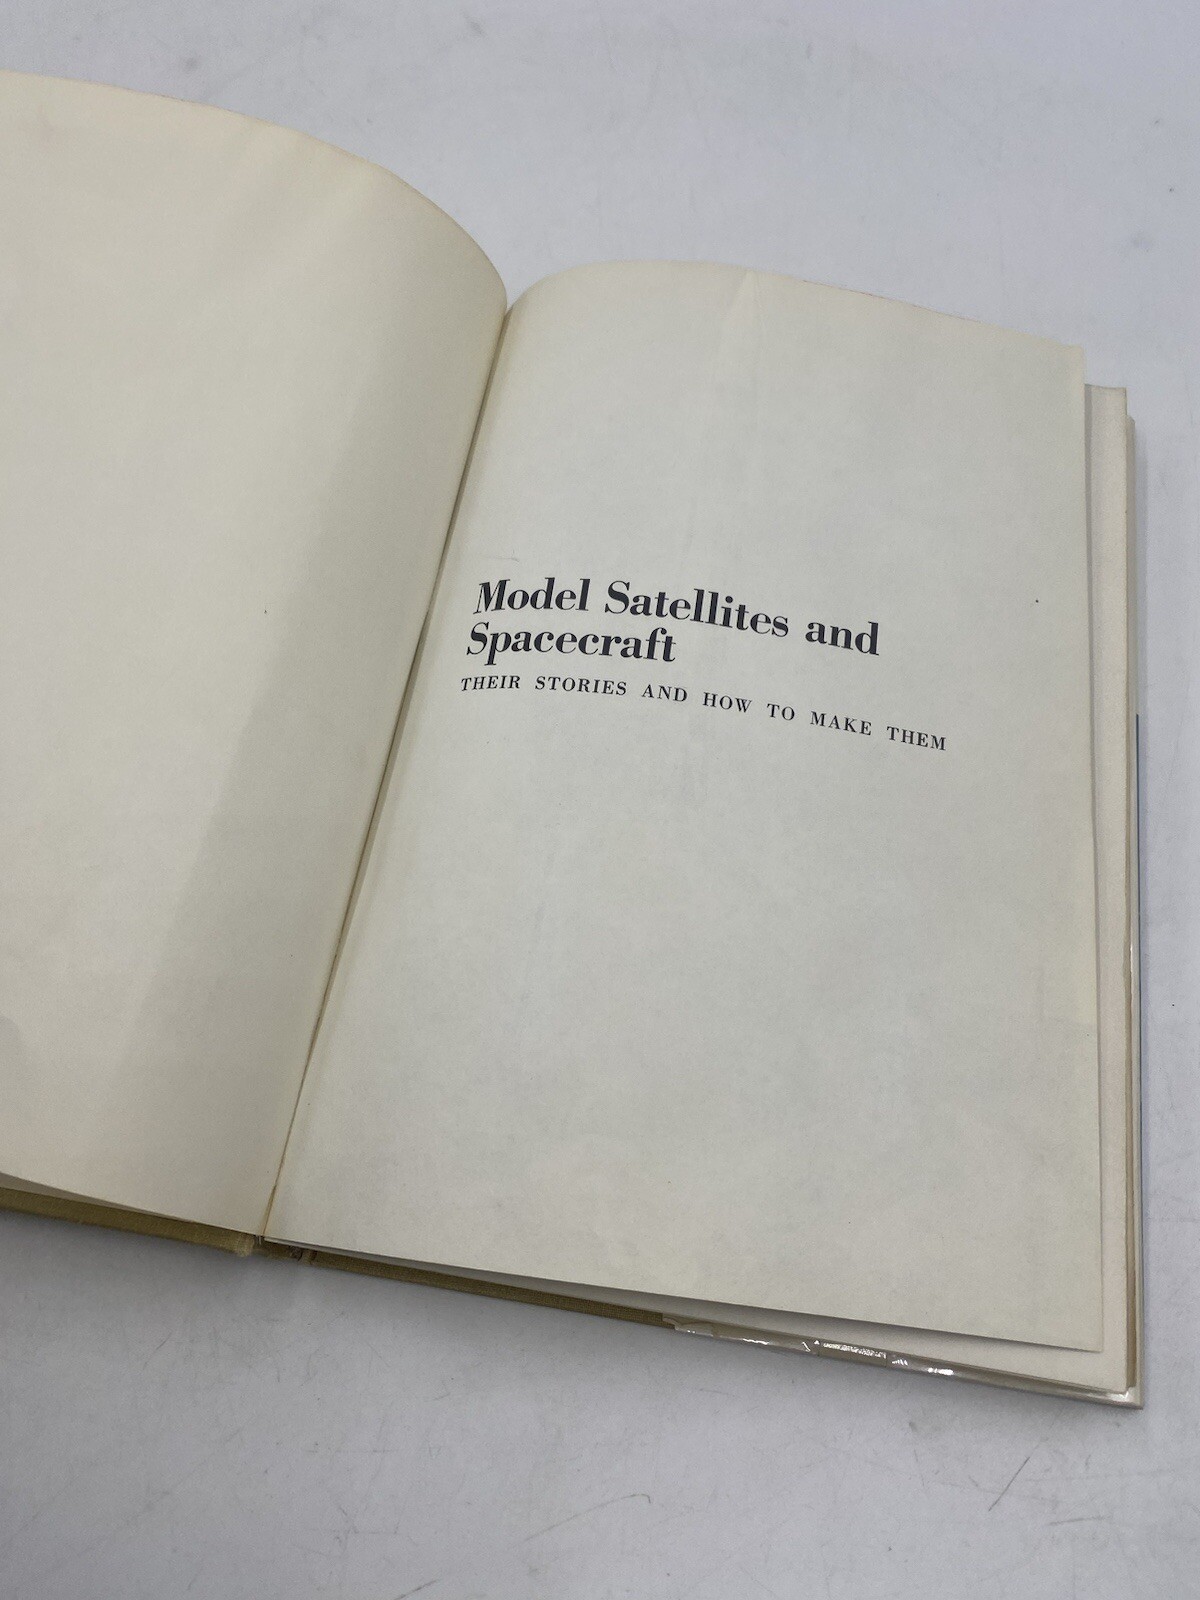 Model Satellites and
Spacecraft
THEIR STORIES AND HOW TO MAKE THEM